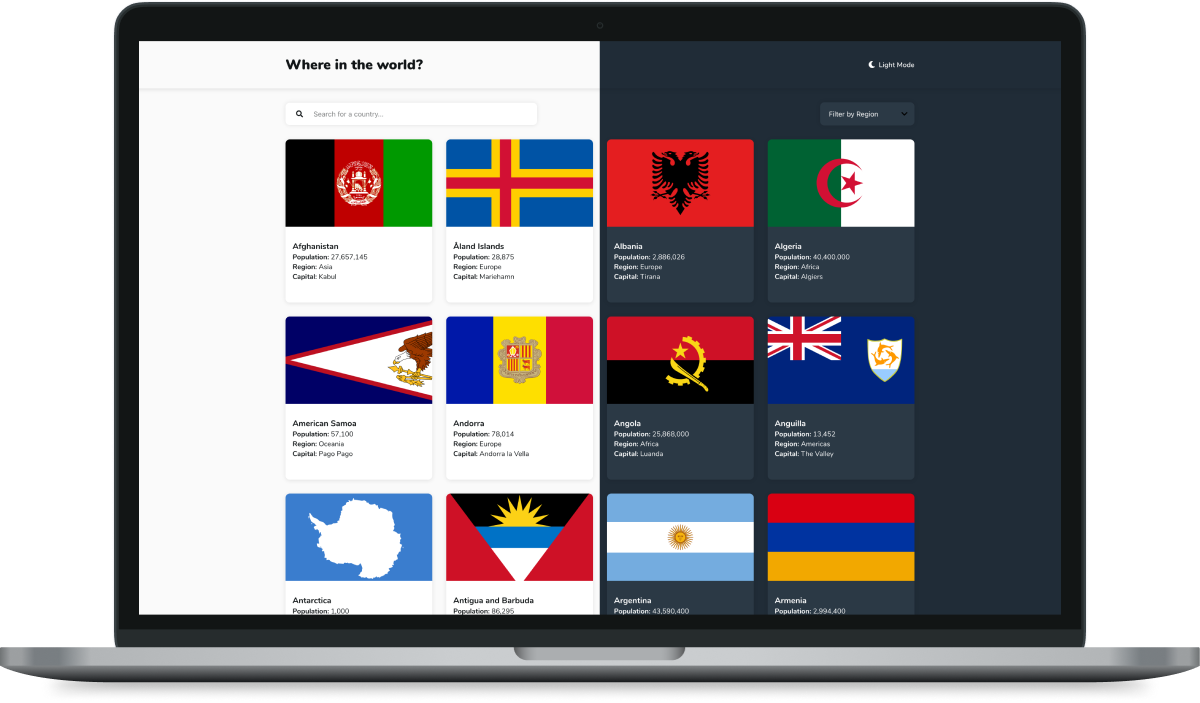 Where in the world?
Light Mode
Search for a country...
Filter by Region
Afghanistan
Population: 27,657,145
Region: Asia
Capital: Kabul
Åland Islands
Population: 28,875
Region: Europe
Capital: Mariehamn
Albania
Population: 2,886,026
Region: Europe
Capital: Tirana
Algeria
Population: 40,400,000
Region: Africa
Capital: Algiers
American Samoa
Population: 57,100
Region: Oceania
Capital: Pago Pago
Andorra
Population: 78,014
Region: Europe
Capital: Andorra la Vella
Angola
Population: 25,868,000
Region: Africa
Capital: Luanda
Anguilla
Population: 13,452
Region: Americas
Capital: The Valley
Antarctica
Population: 1,000
Antigua and Barbuda
Population: 86,295
Argentina
Population: 43,590,400
Armenia
Population: 2,994,400